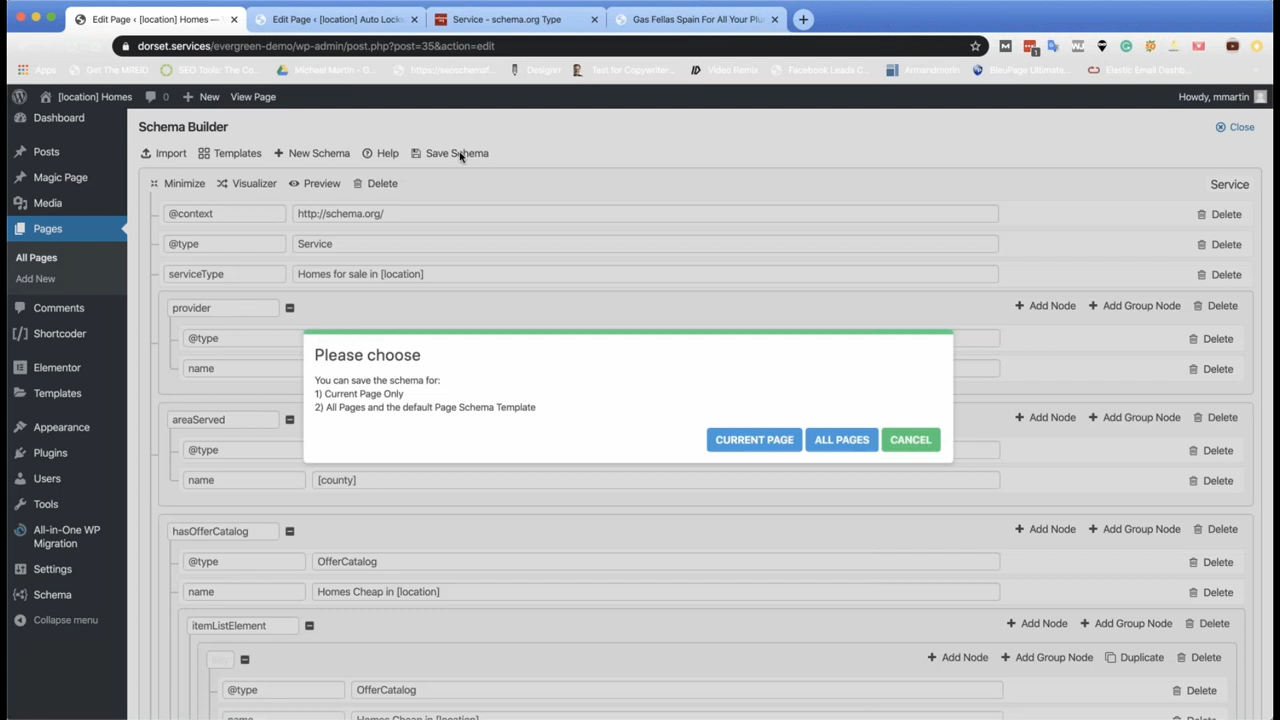 Edit Page ‹ [location] Homes —
Edit Page ‹ [location] Auto Locks
Service - schema.org Type
Gas Fellas Spain For All Your Plu
dorset.services/evergreen-demo/wp-admin/post.php?post=35&action=edit
Apps
Girl The MREIO
SEO Tools: The Co...
Michael Martin - G...
https://seoschemaf...
Designrr
Test for Copywriter...
Video Remix
Facebook Leads C...
Armandmorin
BleuPage Ultimate...
Elastic Email Dashb...
[location] Homes
0
New
View Page
Howdy, mmartin
Dashboard
Posts
Magic Page
Media
Pages
All Pages
Add New
Comments
Shortcoder
Elementor
Templates
Appearance
Plugins
Users
Tools
All-in-One WP
Migration
Settings
Schema
Collapse menu
Schema Builder
Close
Import
Templates
New Schema
Help
Save Schema
Minimize
Visualizer
Preview
Delete
Service
@context
http://schema.org/
Delete
@type
Service
Delete
serviceType
Homes for sale in [location]
Delete
provider
Add Node
Add Group Node
Delete
@type
Delete
name
Delete
Please choose
You can save the schema for:
1) Current Page Only
2) All Pages and the default Page Schema Template
CURRENT PAGE
ALL PAGES
CANCEL
areaServed
Add Node
Add Group Node
Delete
@type
Delete
name
[county]
Delete
hasOfferCatalog
Add Node
Add Group Node
Delete
@type
OfferCatalog
Delete
name
Homes Cheap in [location]
Delete
itemListElement
Add Node
Add Group Node
Delete
Add Node
Add Group Node
Duplicate
Delete
@type
OfferCatalog
Delete
name
Homes Cheap in [location]
Delete